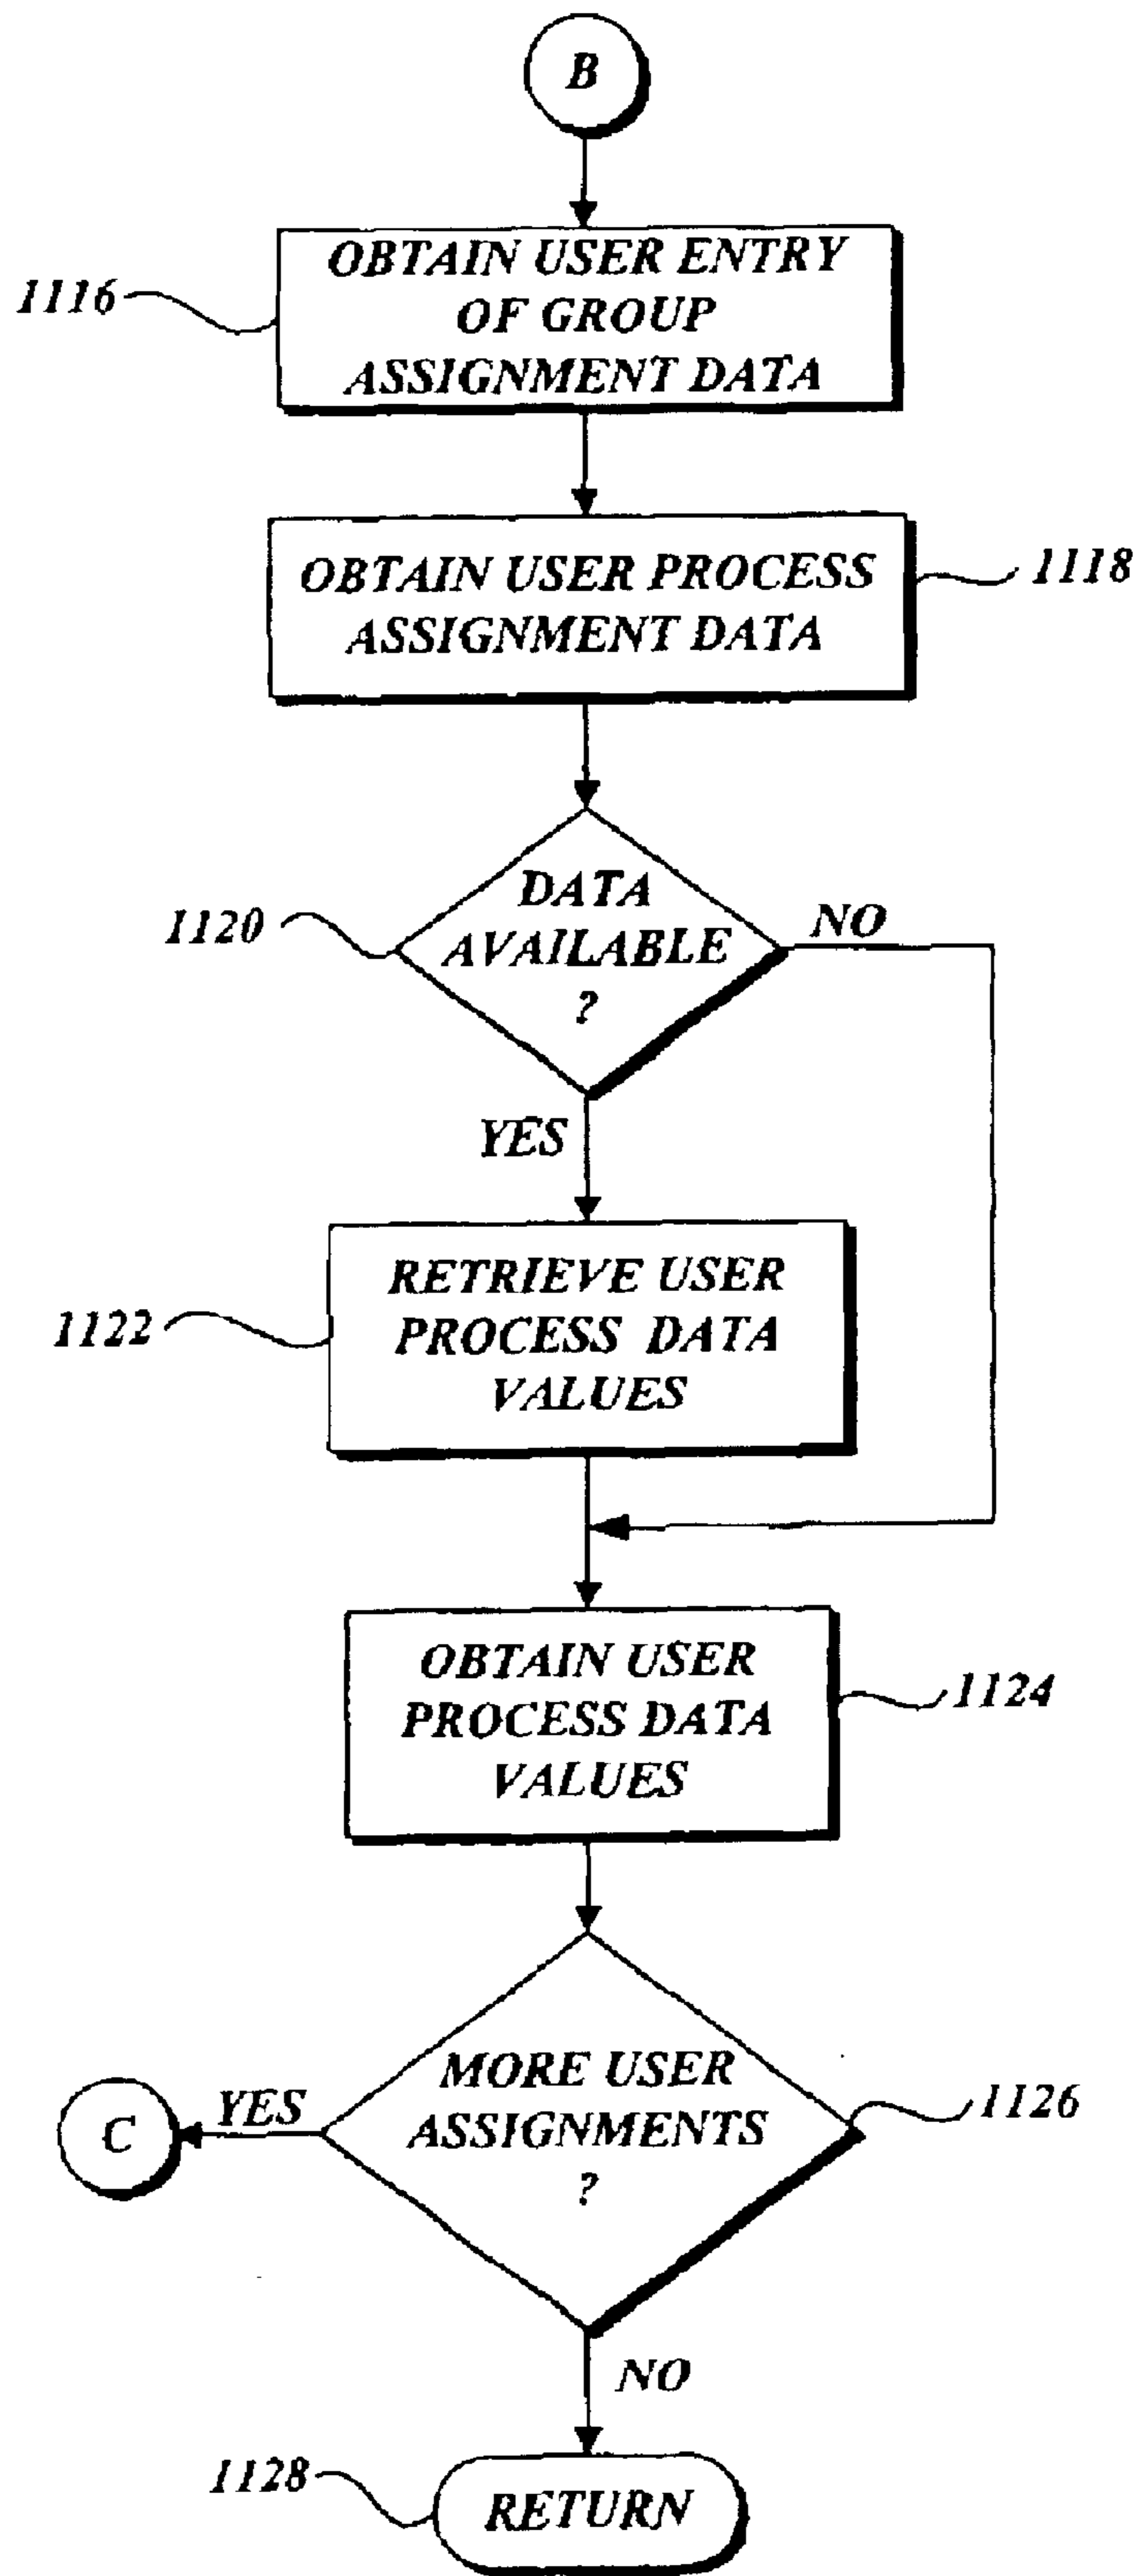 B
OBTAIN USER ENTRY
OF GROUP
ASSIGNMENT DATA
1116
OBTAIN USER PROCESS
ASSIGNMENT DATA
1118
DATA
AVAILABLE
?
1120
NO
YES
RETRIEVE USER
PROCESS DATA
VALUES
1122
OBTAIN USER
PROCESS DATA
VALUES
1124
MORE USER
ASSIGNMENTS
?
1126
YES
C
NO
RETURN
1128